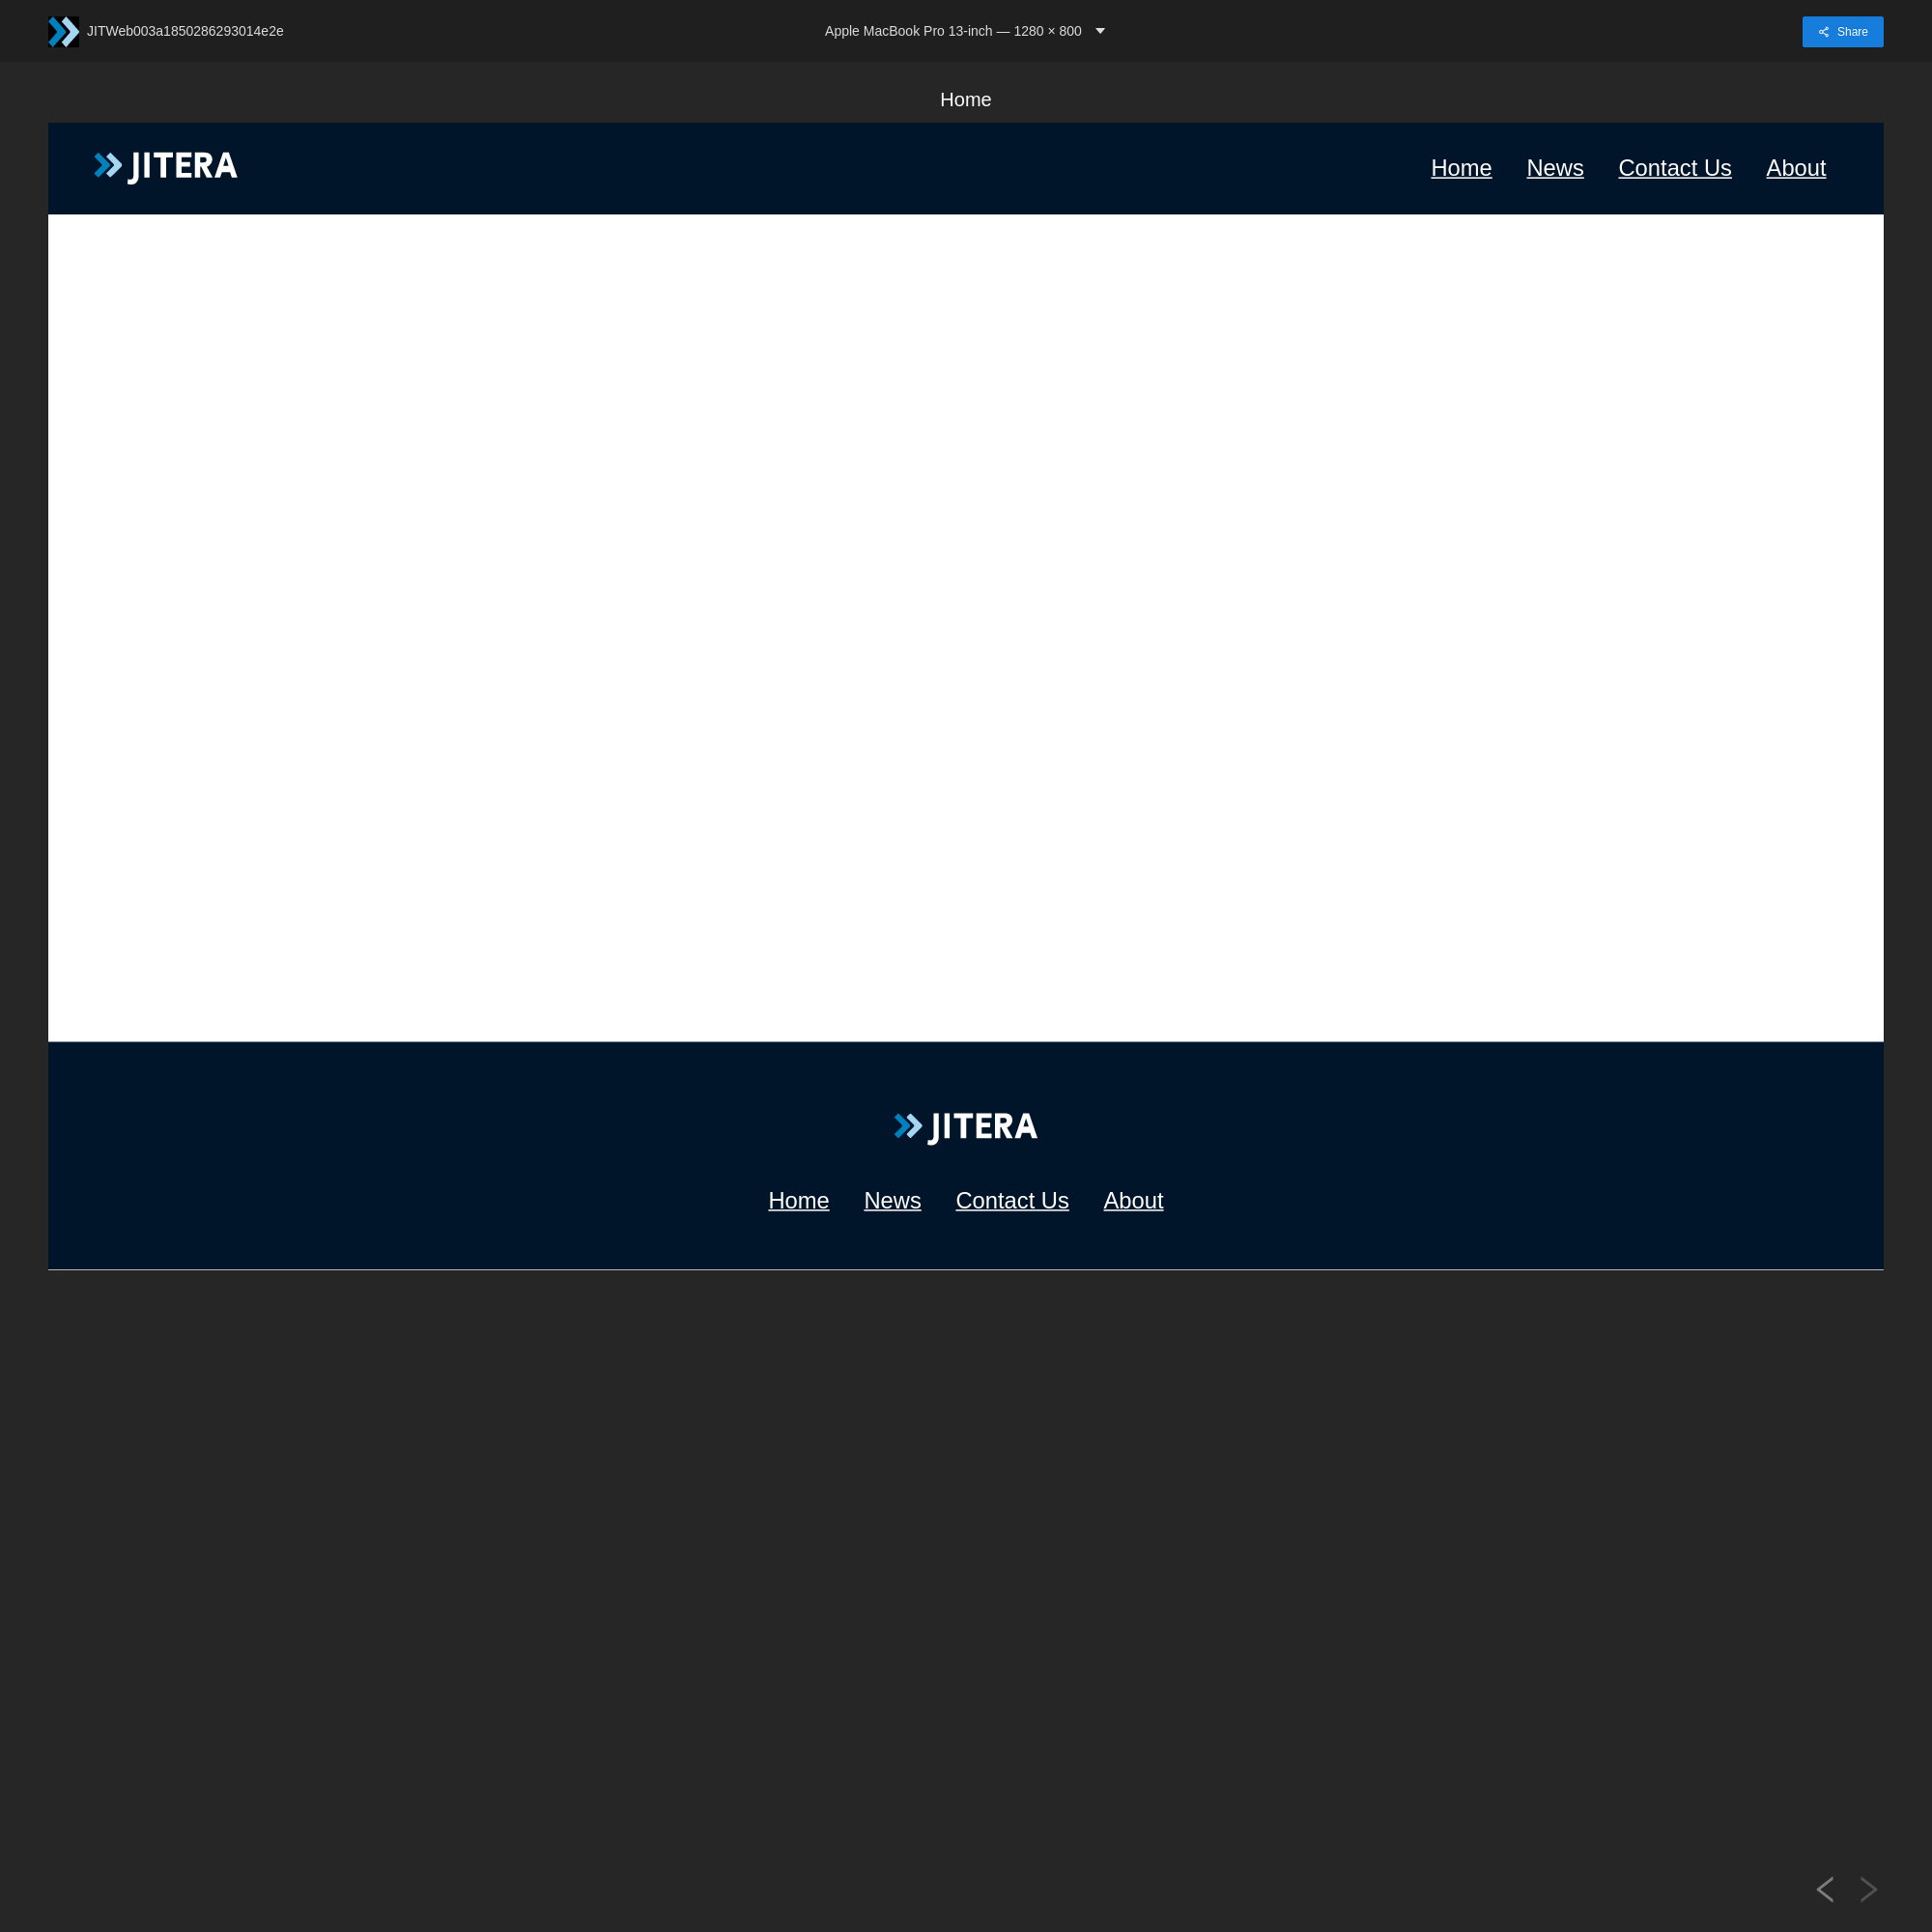 JITWeb003a1850286293014e2e
Apple MacBook Pro 13-inch — 1280 × 800
Share
Home
JITERA
Home News Contact Us About
JITERA
Home News Contact Us About